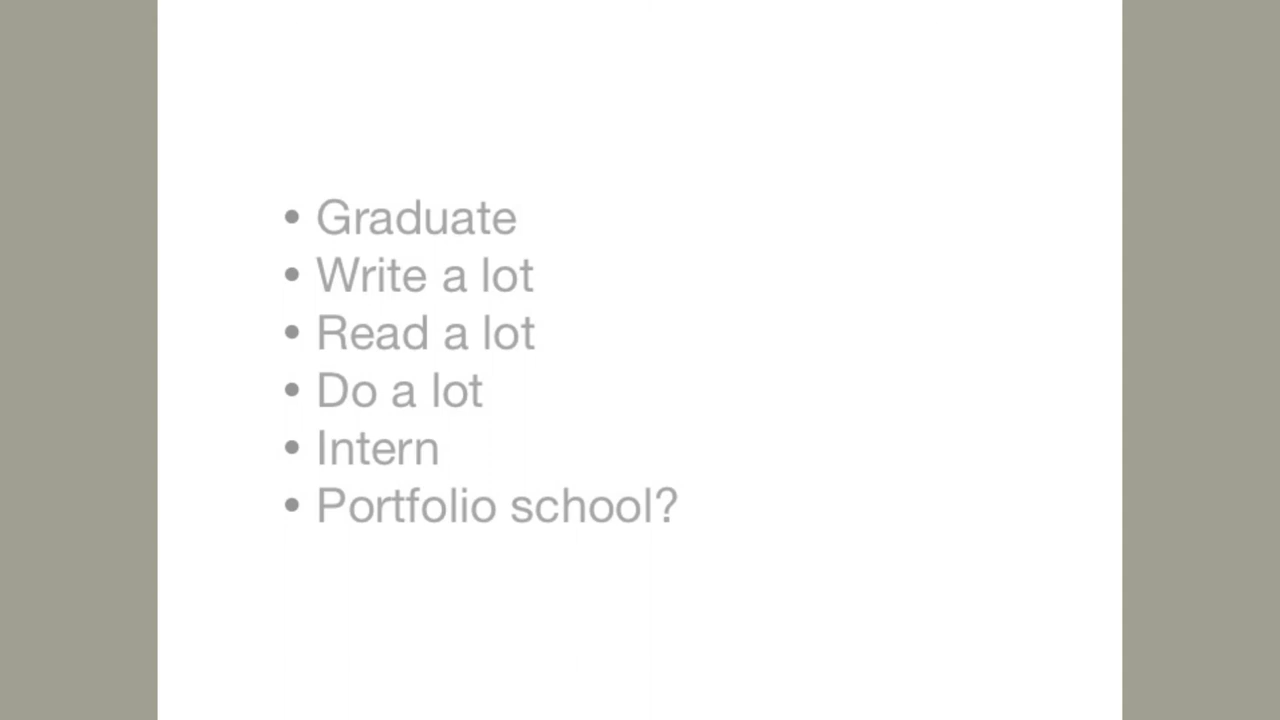 • Graduate
• Write a lot
• Read a lot
• Do a lot
• Intern
• Portfolio school?